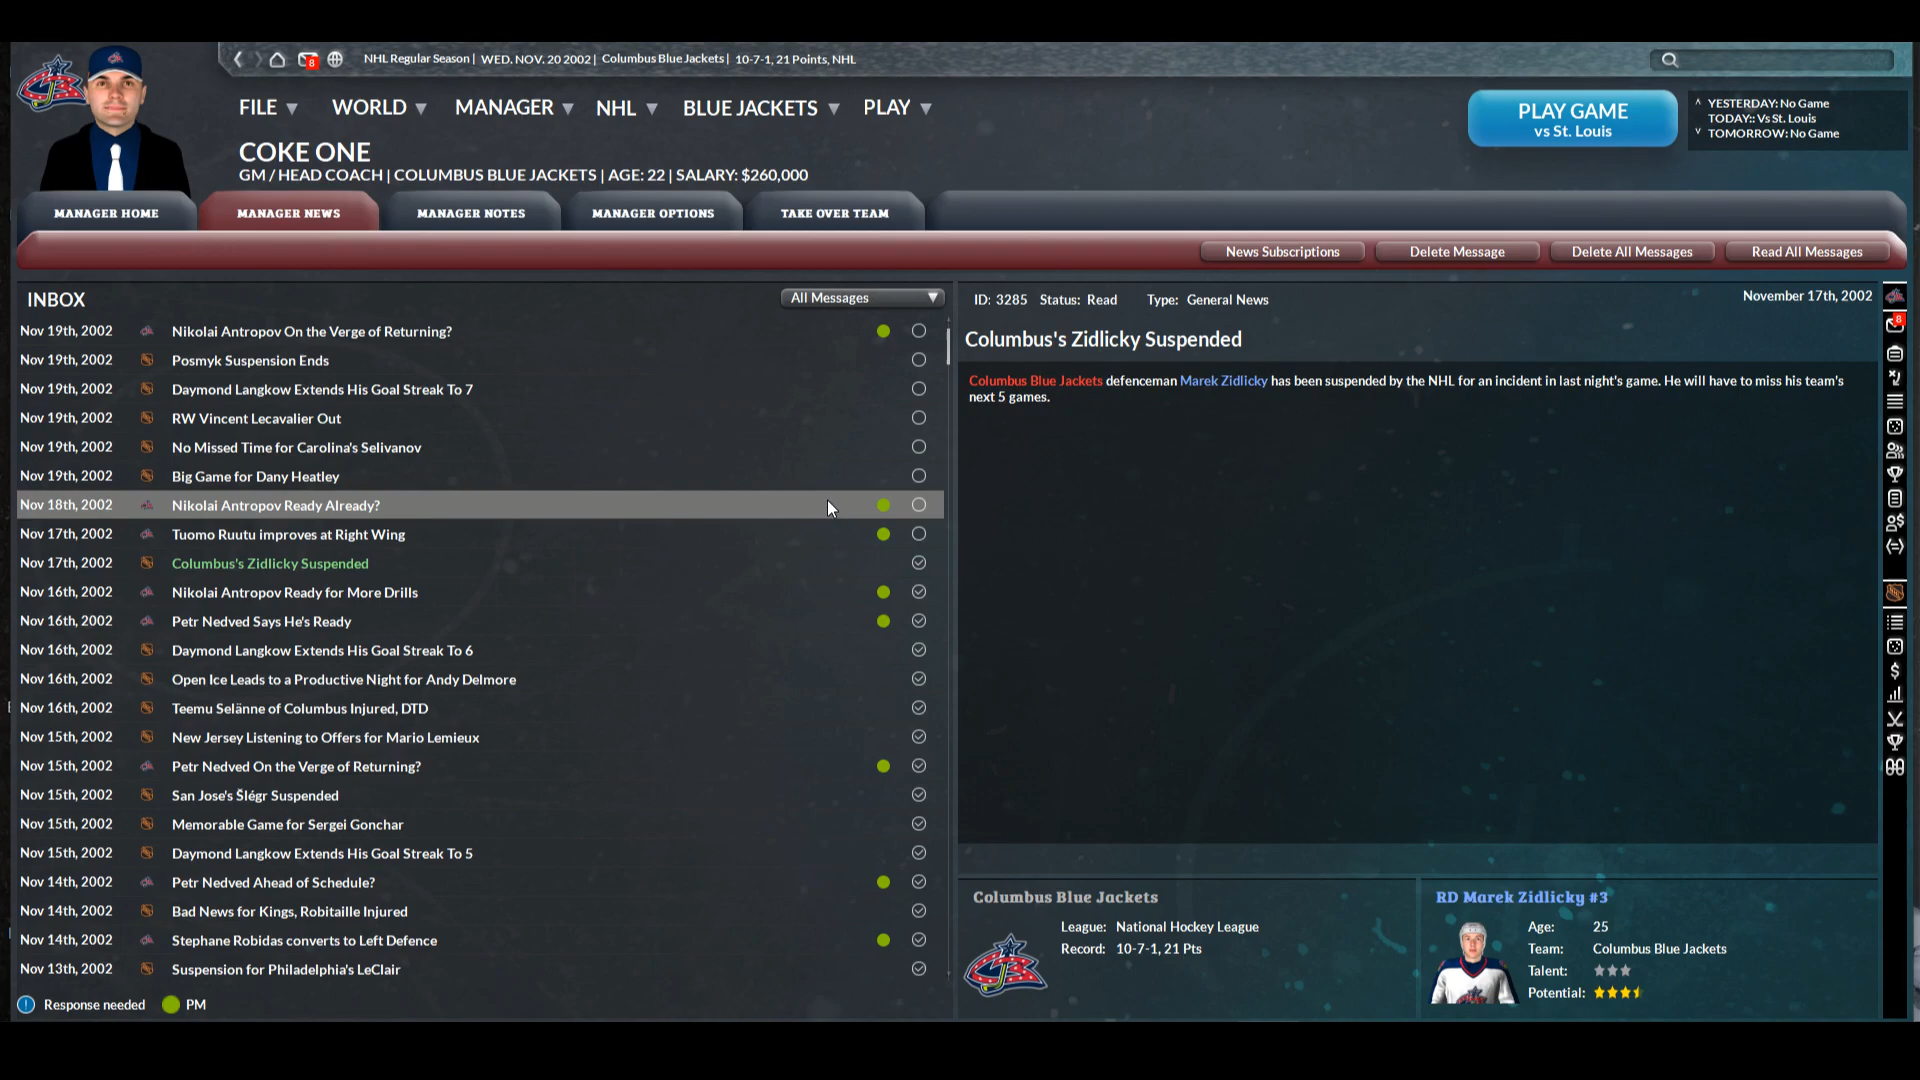 8
NHL Regular Season | WED. NOV. 20 2002 | Columbus Blue Jackets | 10-7-1, 21 Points, NHL
FILE WORLD MANAGER NHL BLUE JACKETS PLAY
PLAY GAME
vs St. Louis
YESTERDAY: No Game
TODAY:: Vs St. Louis
TOMORROW: No Game
COKE ONE
GM / HEAD COACH | COLUMBUS BLUE JACKETS | AGE: 22 | SALARY: $260,000
MANAGER HOME MANAGER NEWS MANAGER NOTES MANAGER OPTIONS TAKE OVER TEAM
News Subscriptions Delete Message Delete All Messages Read All Messages
INBOX All Messages
Nov 19th, 2002 Nikolai Antropov On the Verge of Returning?
Nov 19th, 2002 Posmyk Suspension Ends
Nov 19th, 2002 Daymond Langkow Extends His Goal Streak To 7
Nov 19th, 2002 RW Vincent Lecavalier Out
Nov 19th, 2002 No Missed Time for Carolina's Selivanov
Nov 19th, 2002 Big Game for Dany Heatley
Nov 18th, 2002 Nikolai Antropov Ready Already?
Nov 17th, 2002 Tuomo Ruutu improves at Right Wing
Nov 17th, 2002 Columbus's Zidlicky Suspended
Nov 16th, 2002 Nikolai Antropov Ready for More Drills
Nov 16th, 2002 Petr Nedved Says He's Ready
Nov 16th, 2002 Daymond Langkow Extends His Goal Streak To 6
Nov 16th, 2002 Open Ice Leads to a Productive Night for Andy Delmore
Nov 16th, 2002 Teemu Selänne of Columbus Injured, DTD
Nov 15th, 2002 New Jersey Listening to Offers for Mario Lemieux
Nov 15th, 2002 Petr Nedved On the Verge of Returning?
Nov 15th, 2002 San Jose's Šlégr Suspended
Nov 15th, 2002 Memorable Game for Sergei Gonchar
Nov 15th, 2002 Daymond Langkow Extends His Goal Streak To 5
Nov 14th, 2002 Petr Nedved Ahead of Schedule?
Nov 14th, 2002 Bad News for Kings, Robitaille Injured
Nov 14th, 2002 Stephane Robidas converts to Left Defence
Nov 13th, 2002 Suspension for Philadelphia's LeClair
Response needed PM
ID: 3285 Status: Read Type: General News November 17th, 2002
Columbus's Zidlicky Suspended
Columbus Blue Jackets defenceman Marek Zidlicky has been suspended by the NHL for an incident in last night's game. He will have to miss his team's
next 5 games.
8
Columbus Blue Jackets
League: National Hockey League
Record: 10-7-1, 21 Pts
RD Marek Zidlicky #3
Age: 25
Team: Columbus Blue Jackets
Talent:
Potential: